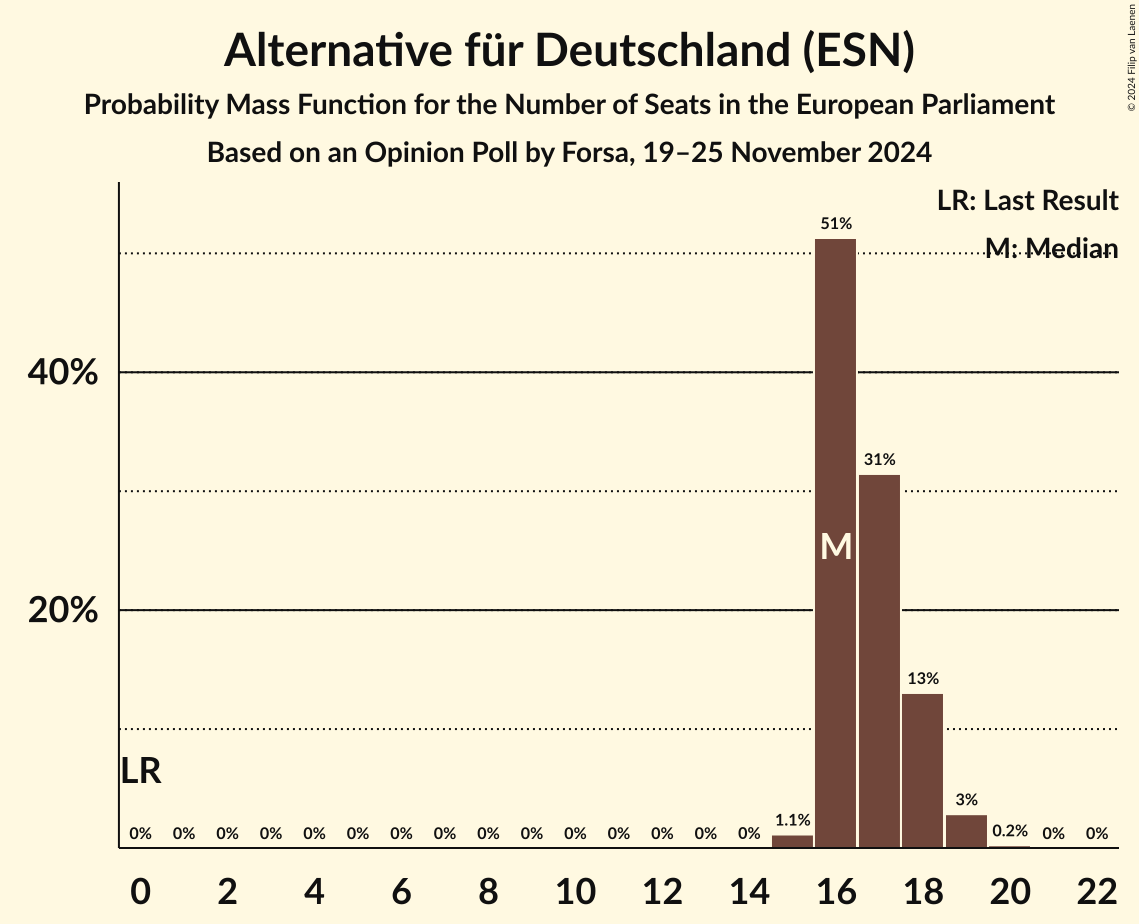 Alternative für Deutschland (ESN)
Probability Mass Function for the Number of Seats in the European Parliament
Based on an Opinion Poll by Forsa, 19–25 November 2024
© 2024 Filip van Laenen
LR: Last Result
M: Median
51%
40%
31%
M
20%
13%
LR
0% 0% 0% 0% 0% 0% 0% 0% 0% 0% 0% 0% 0% 0% 0% 1.1% 3% 0.2% 0% 0%
0 2 4 6 8 10 12 14 16 18 20 22